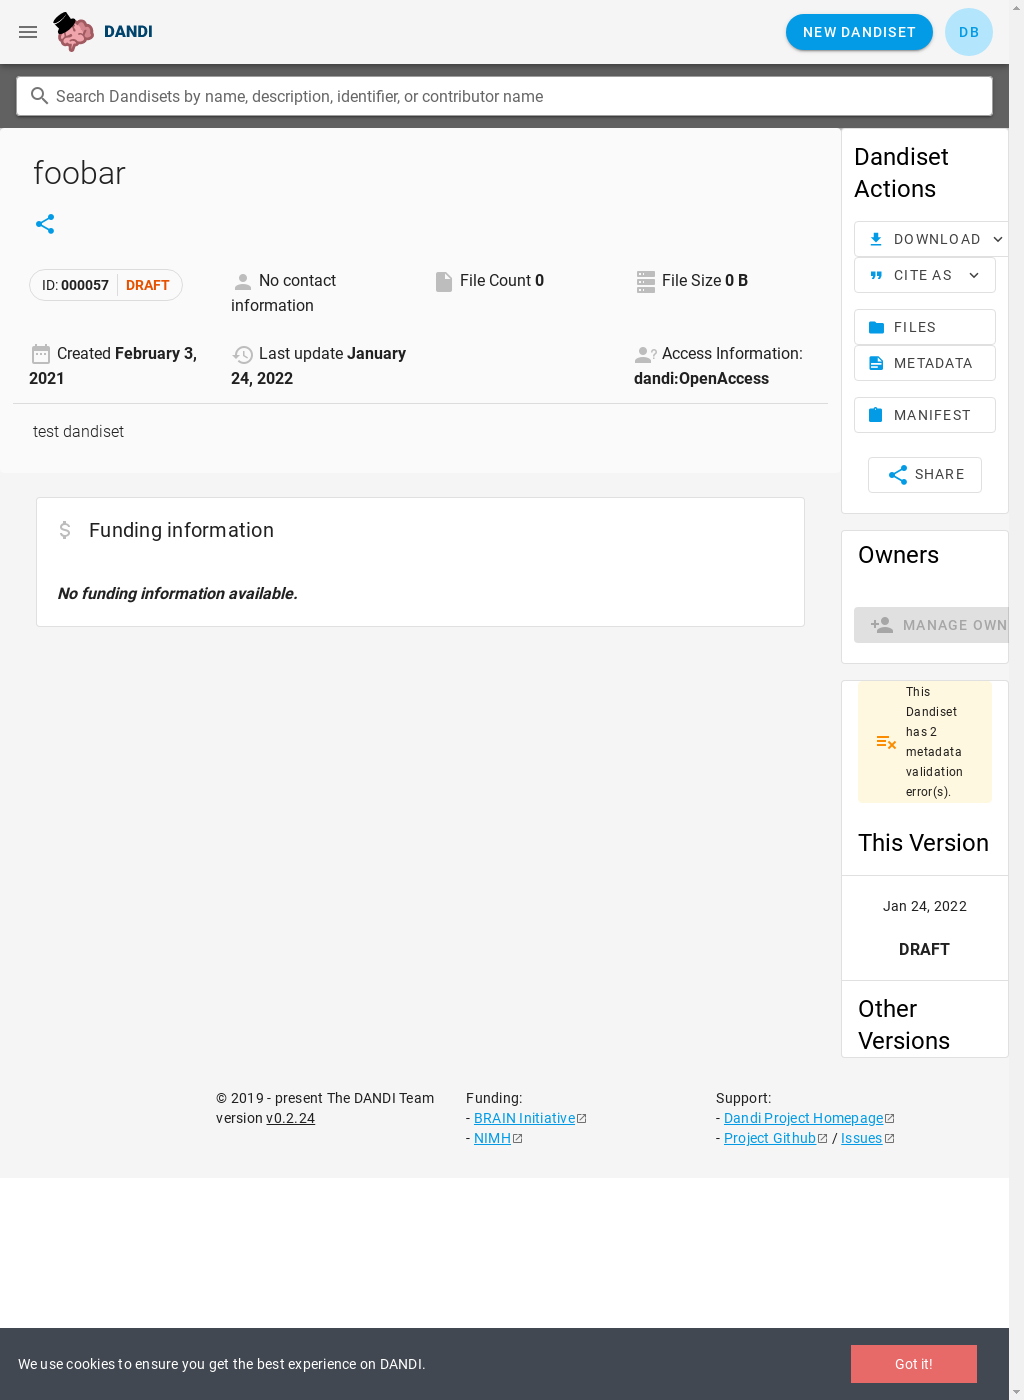 DANDI
NEW DANDISET
DB
Search Dandisets by name, description, identifier, or contributor name
foobar
ID: 000057 DRAFT
No contact
information
File Count 0
File Size 0 B
Created February 3,
2021
Last update January
24, 2022
Access Information:
dandi:OpenAccess
test dandiset
Funding information
No funding information available.
Dandiset
Actions
DOWNLOAD
CITE AS
FILES
METADATA
MANIFEST
SHARE
Owners
MANAGE OWN
This
Dandiset
has 2
metadata
validation
error(s).
This Version
Jan 24, 2022
DRAFT
Other
Versions
© 2019 - present The DANDI Team
version v0.2.24
Funding:
- BRAIN Initiative
- NIMH
Support:
- Dandi Project Homepage
- Project Github / Issues
We use cookies to ensure you get the best experience on DANDI.
Got it!